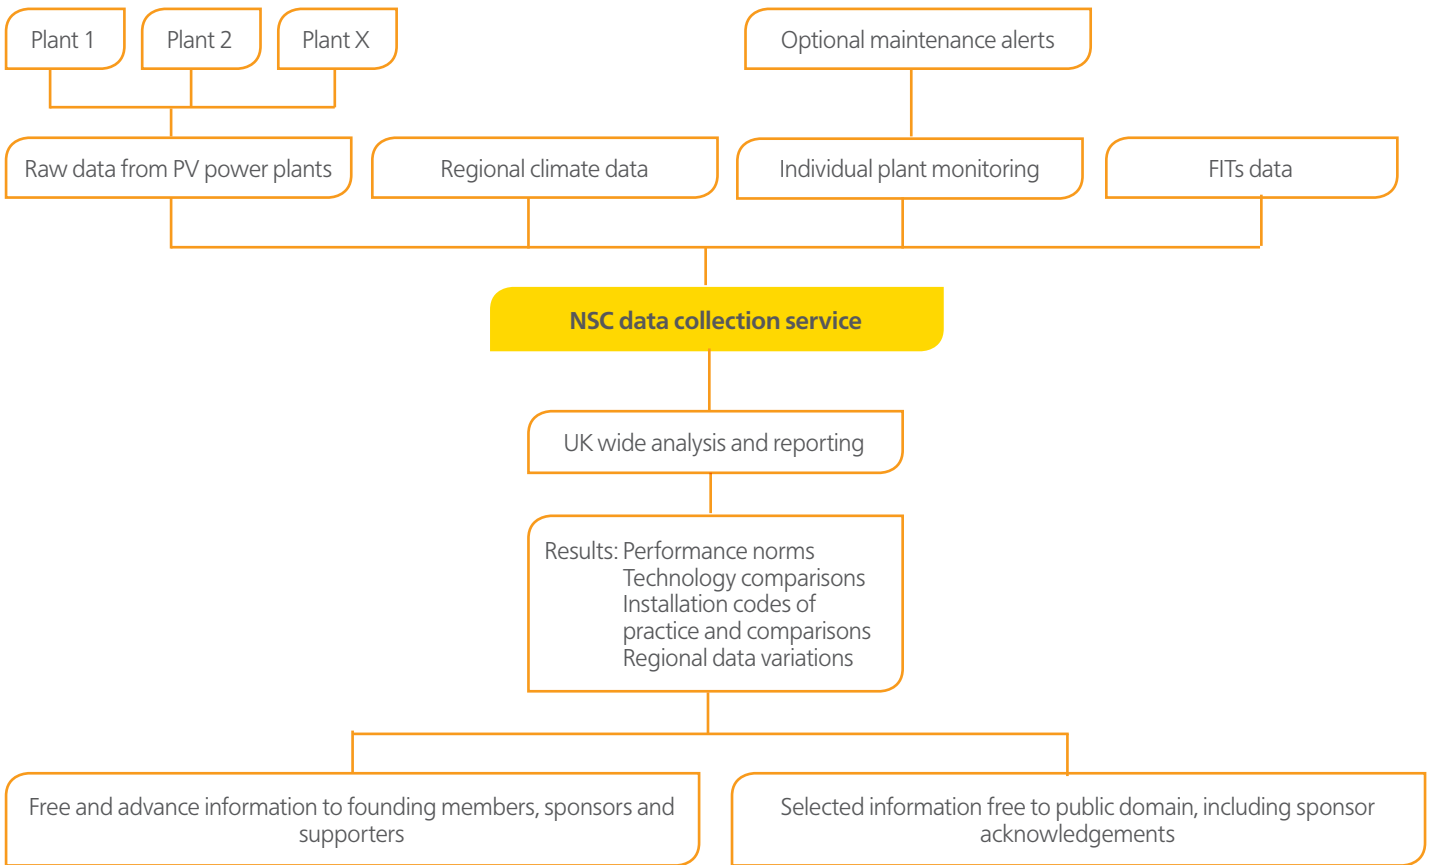 Plant 1
Plant 2
Plant X
Optional maintenance alerts
Raw data from PV power plants
Regional climate data
Individual plant monitoring
FITs data
NSC data collection service
UK wide analysis and reporting
Results: Performance norms
Technology comparisons
Installation codes of
practice and comparisons
Regional data variations
Free and advance information to founding members, sponsors and
supporters
Selected information free to public domain, including sponsor
acknowledgements